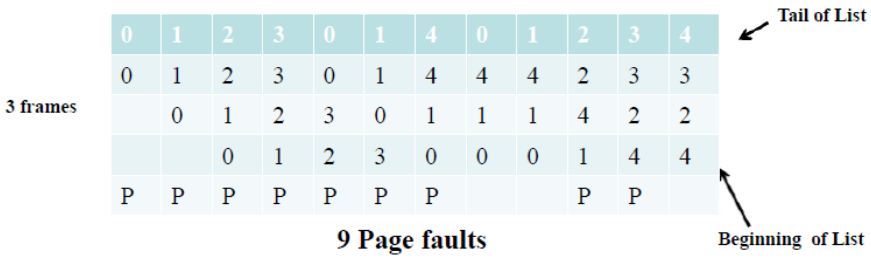 Tail of List
0 1 2 3 0 1 4 0 1 2 3 4
0 1 2 3 0 1 4 4 4 2 3 3
3 frames
0 1 2 3 0 1 1 1 4 2 2
0 1 2 3 0 0 0 1 4 4
P P P P P P P P P
9 Page faults
Beginning of List